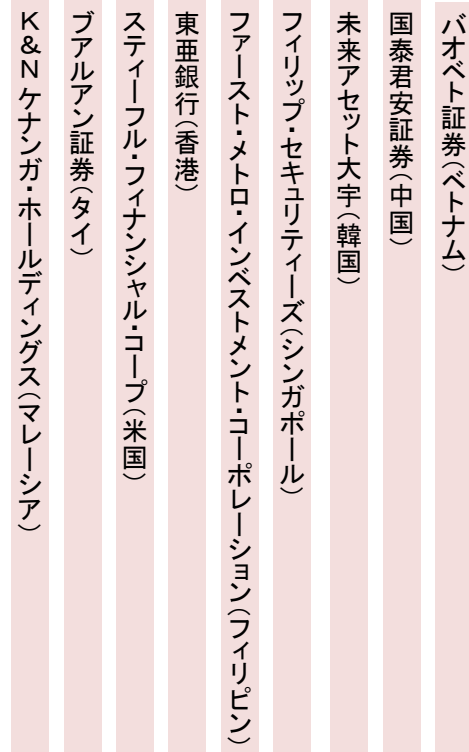 バオベト証券（ベトナム）
国泰君安証券（中国）
未来アセット大宇（韓国）
フィリップ・セキュリティーズ（シンガポール）
ファースト・メトロ・インベストメント・コーポレーション（フィリピン）
東亜銀行（香港）
スティーフル・フィナンシャル・コープ（米国）
ブアルアン証券（タイ）
K＆N ケナンガ・ホールディングス（マレーシア）